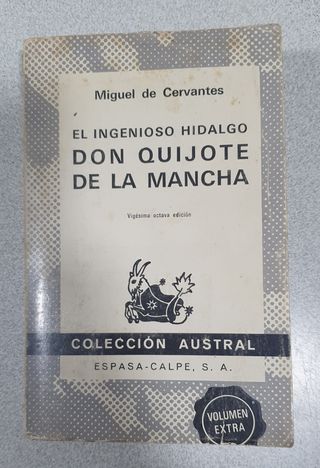 Miguel de Cervantes
EL INGENIOSO HIDALGO
DON QUIJOTE
DE LA MANCHA
Vigésima octava edición
COLECCIÓN AUSTRAL
ESPASA-CALPE, S. A.
VOLUMEN
EXTRA